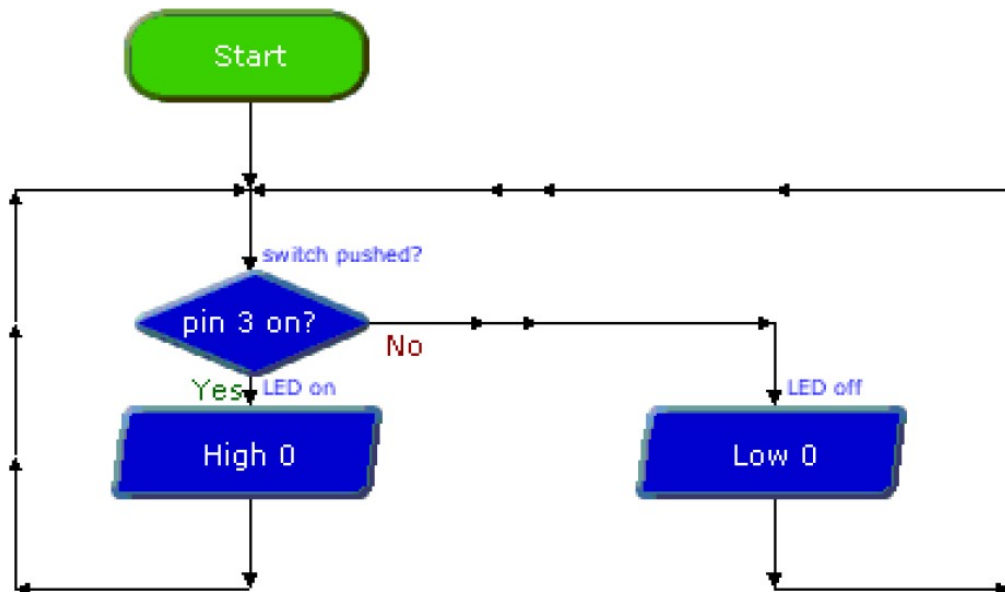 Start
switch pushed?
pin 3 on?
No
Yes
LED on
LED off
High 0
Low 0